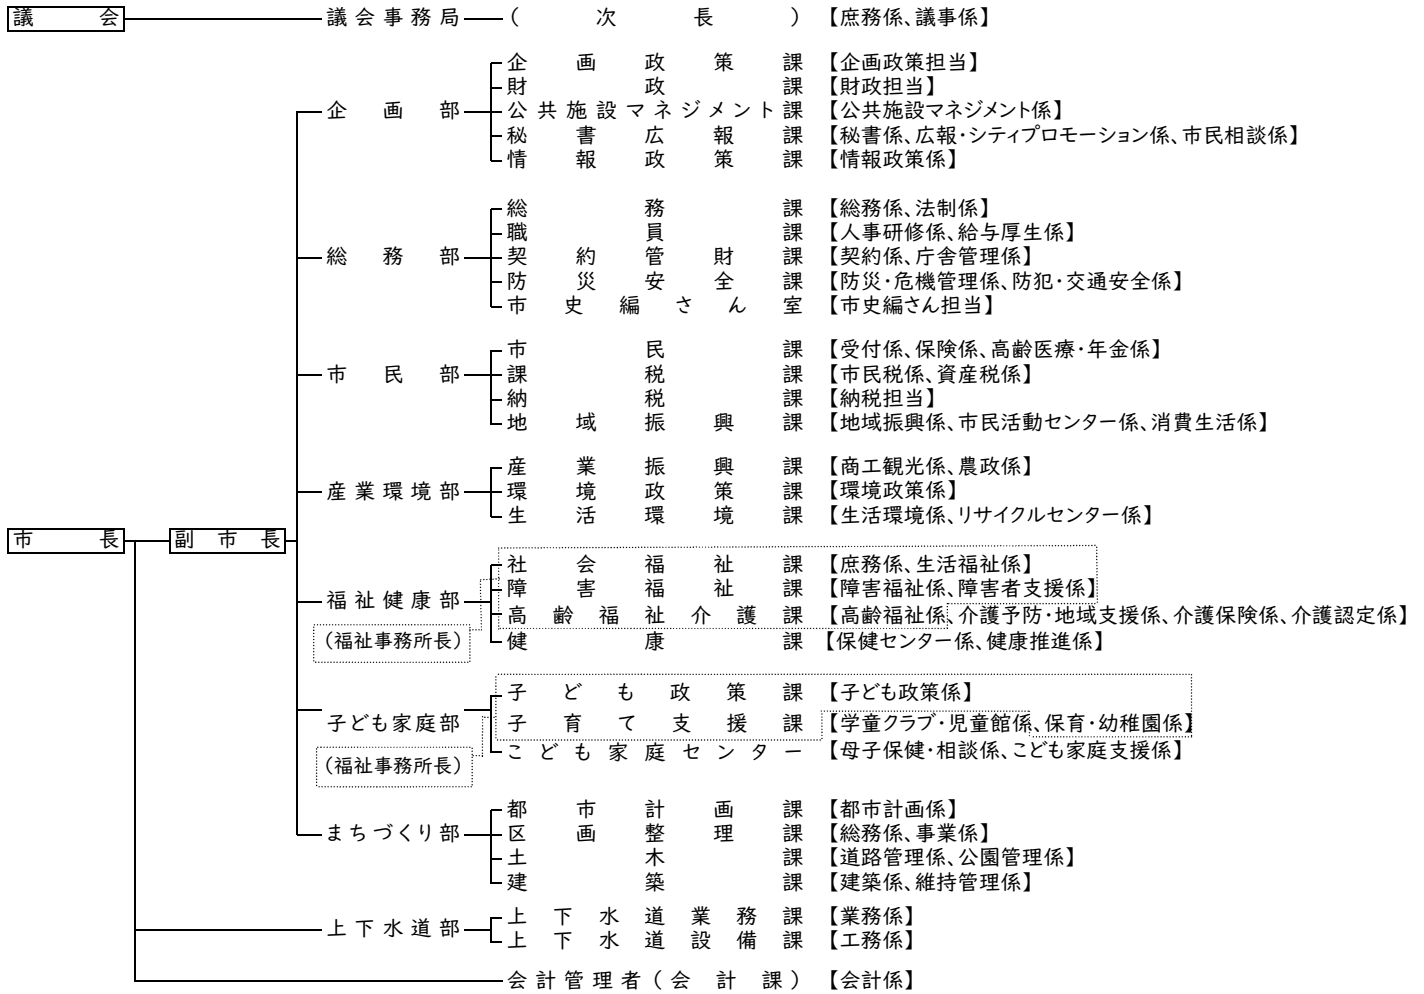 議会 議会事務局 （次長） 【庶務係、議事係】
企画政策課 【企画政策担当】
財政課 【財政担当】
企画部 公共施設マネジメント課 【公共施設マネジメント係】
秘書広報課 【秘書係、広報・シティプロモーション係、市民相談係】
情報政策課 【情報政策係】
総務課 【総務係、法制係】
職員課 【人事研修係、給与厚生係】
総務部 契約管財課 【契約係、庁舎管理係】
防災安全課 【防災・危機管理係、防犯・交通安全係】
市史編さん室 【市史編さん担当】
市民課 【受付係、保険係、高齢医療・年金係】
市民部 課税課 【市民税係、資産税係】
納税課 【納税担当】
地域振興課 【地域振興係、市民活動センター係、消費生活係】
産業振興課 【商工観光係、農政係】
産業環境部 環境政策課 【環境政策係】
生活環境課 【生活環境係、リサイクルセンター係】
市長 副市長
社会福祉課 【庶務係、生活福祉係】
障害福祉課 【障害福祉係、障害者支援係】
福祉健康部
高齢福祉介護課 【高齢福祉係、介護予防・地域支援係、介護保険係、介護認定係】
（福祉事務所長） 健康課 【保健センター係、健康推進係】
子ども政策課 【子ども政策係】
子ども家庭部 子育て支援課 【学童クラブ・児童館係、保育・幼稚園係】
こども家庭センター 【母子保健・相談係、こども家庭支援係】
（福祉事務所長）
都市計画課 【都市計画係】
まちづくり部 区画整理課 【総務係、事業係】
土木課 【道路管理係、公園管理係】
建築課 【建築係、維持管理係】
上下水道業務課 【業務係】
上下水道部
上下水道設備課 【工務係】
会計管理者（会計課） 【会計係】